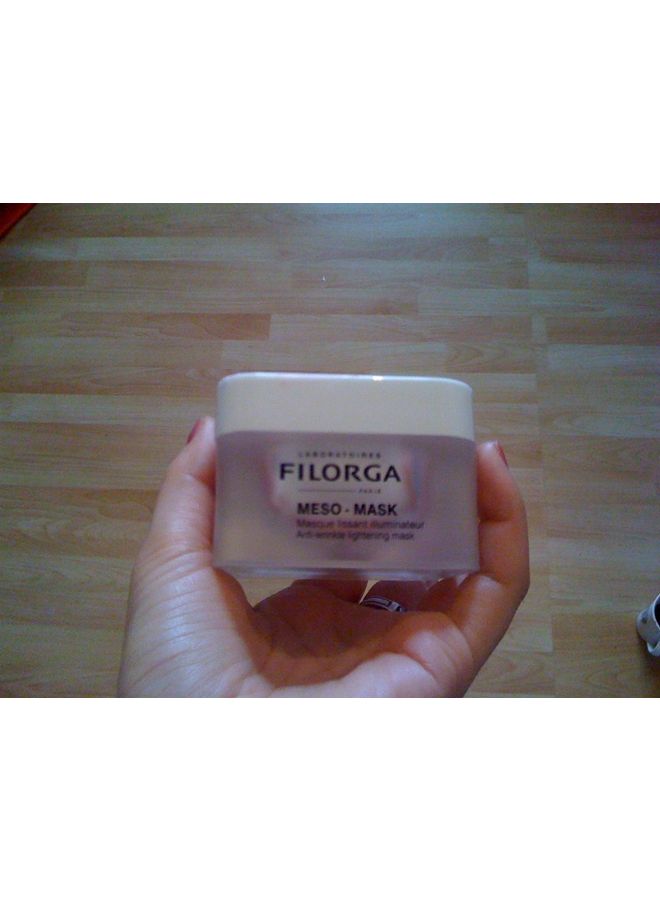 LABORATOIRES
FILORGA
PARIS
MESO - MASK
Masque lissant illuminateur
Anti-wrinkle lightening mask